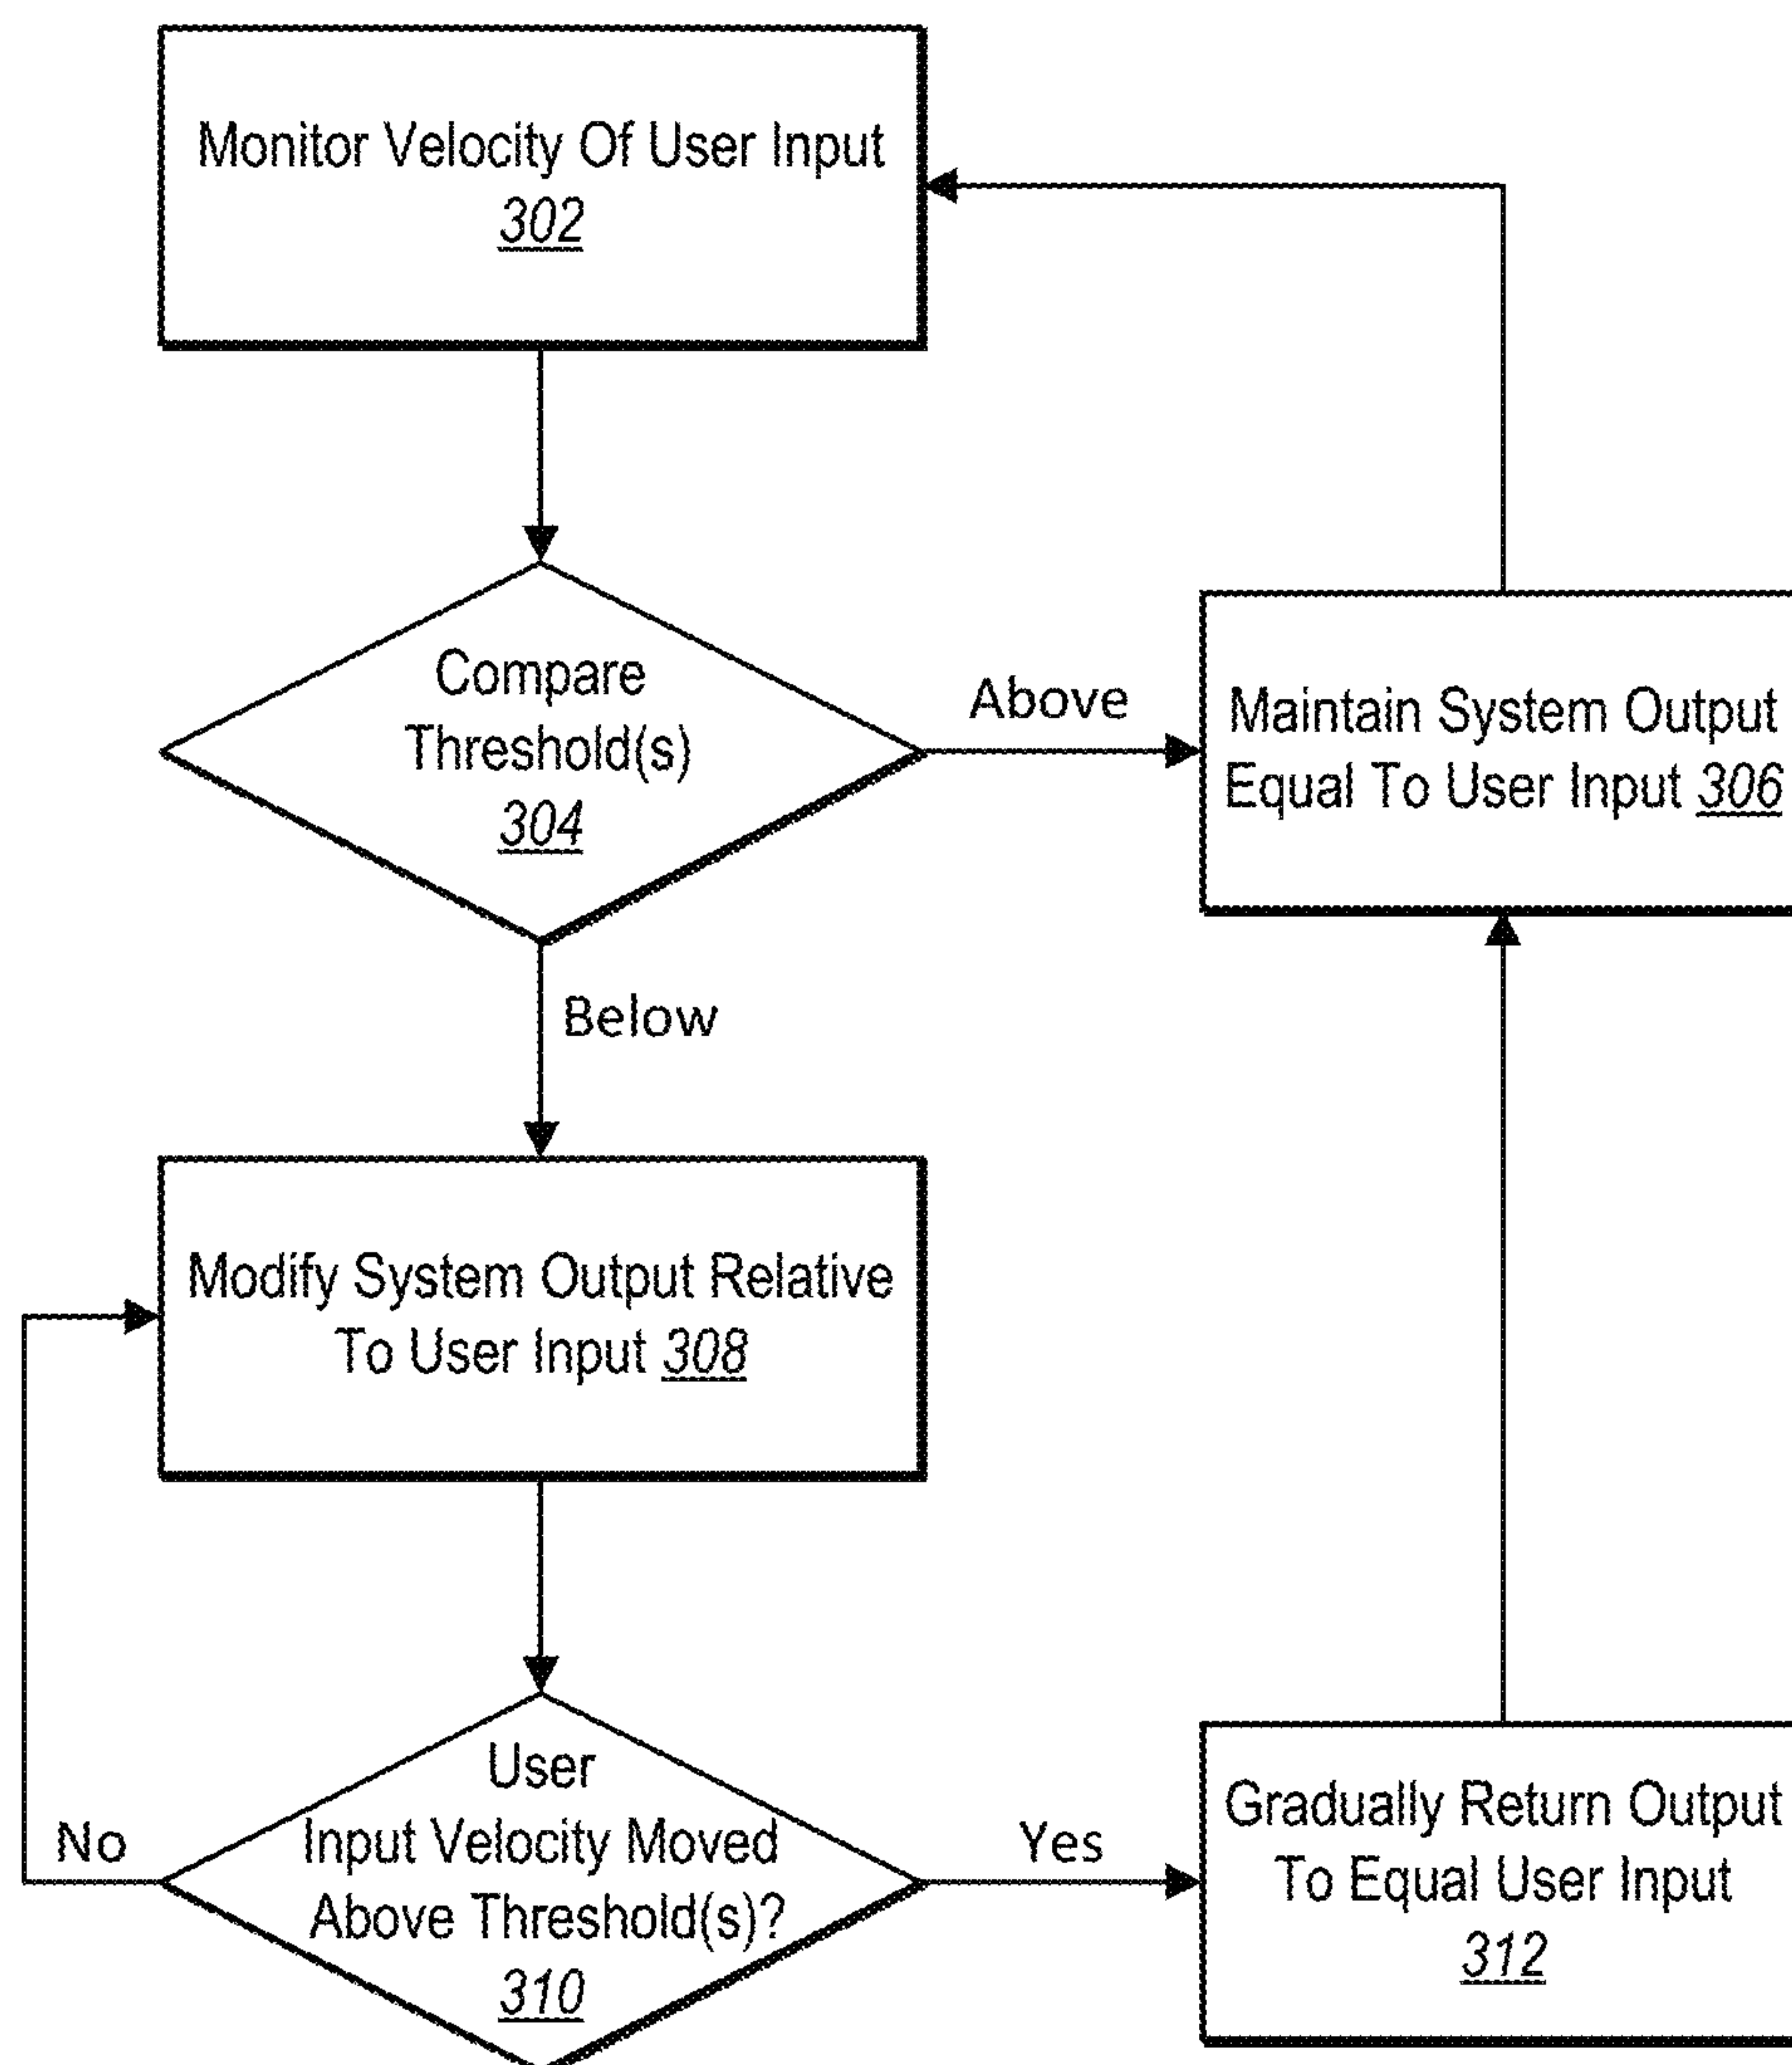 Monitor Velocity Of User Input
302
Compare
Threshold(s)
304
Above
Maintain System Output
Equal To User Input 306
Below
Modify System Output Relative
To User Input 308
User
Input Velocity Moved
Above Threshold(s)?
310
No
Yes
Gradually Return Output
To Equal User Input
312